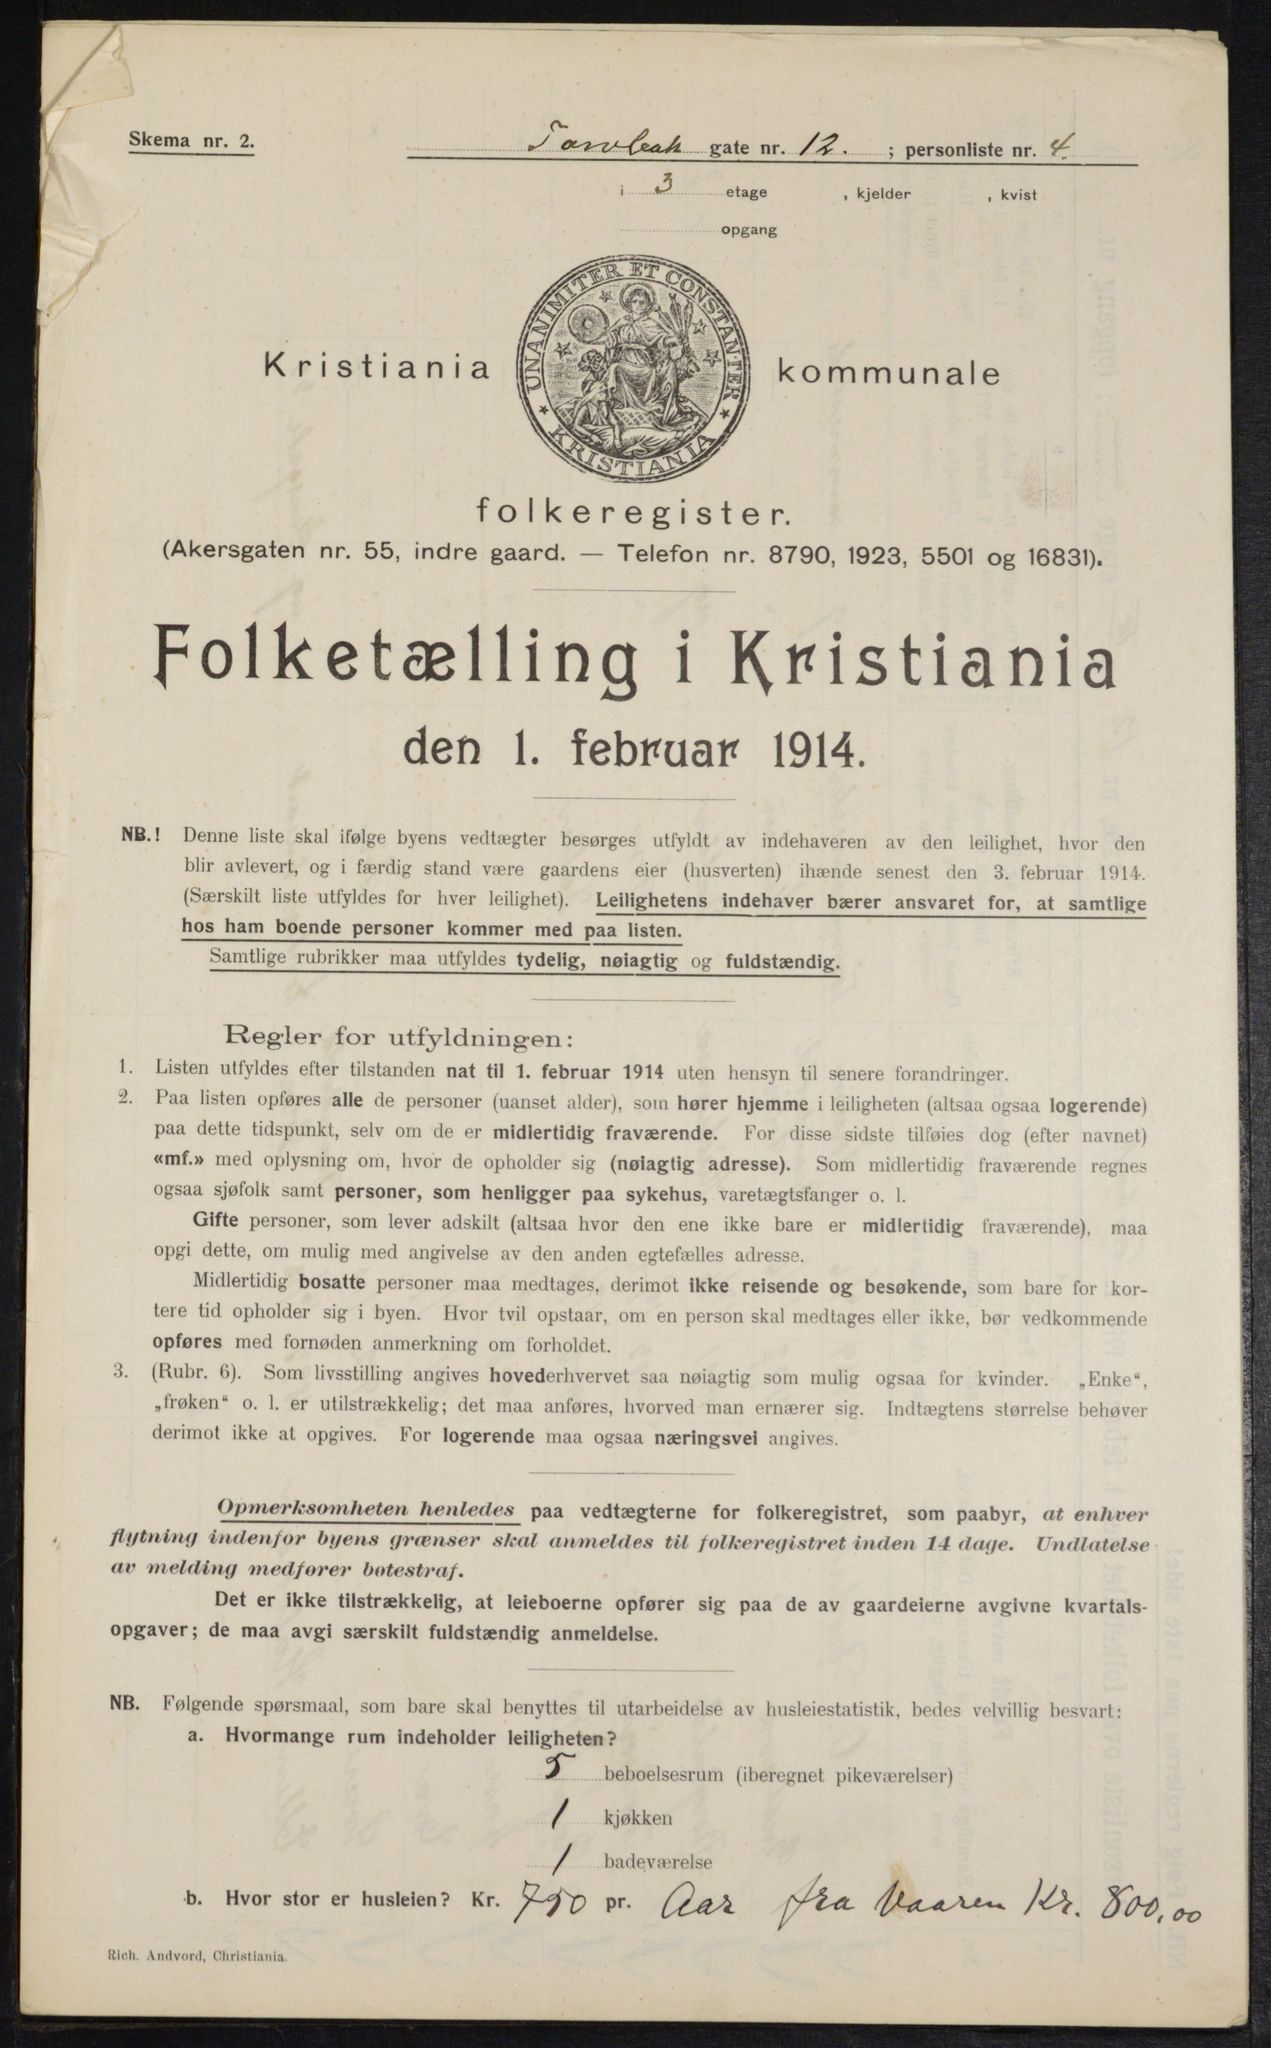 Skema nr. 2.
gate nr. 12. ; personliste nr. 4.
i 3 etage , kjelder , kvist
opgang
UNANIMITER ET CONSTANTER
KRISTIANIA
Kristiania kommunale
folkeregister.
(Akersgaten nr. 55, indre gaard. — Telefon nr. 8790, 1923, 5501 og 16831).
Folketælling i Kristiania
den 1. februar 1914.
NB.! Denne liste skal ifølge byens vedtægter besørges utfyldt av indehaveren av den leilighet, hvor den
blir avlevert, og i færdig stand være gaardens eier (husverten) ihænde senest den 3. februar 1914.
(Særskilt liste utfyldes for hver leilighet). Leilighetens indehaver bærer ansvaret for, at samtlige
hos ham boende personer kommer med paa listen.
Samtlige rubrikker maa utfyldes tydelig, nøiagtig og fuldstændig.
Regler for utfyldningen:
1. Listen utfyldes efter tilstanden nat til 1. februar 1914 uten hensyn til senere forandringer.
2. Paa listen opføres alle de personer (uanset alder), som hører hjemme i leiligheten (altsaa ogsaa logerende)
paa dette tidspunkt, selv om de er midlertidig fraværende. For disse sidste tilføies dog (efter navnet)
«mf.» med oplysning om, hvor de opholder sig (nøiagtig adresse). Som midlertidig fraværende regnes
ogsaa sjøfolk samt personer, som henligger paa sykehus, varetægtsfanger o. l.
Gifte personer, som lever adskilt (altsaa hvor den ene ikke bare er midlertidig fraværende), maa
opgi dette, om mulig med angivelse av den anden egtefælles adresse.
Midlertidig bosatte personer maa medtages, derimot ikke reisende og besøkende, som bare for kor-
tere tid opholder sig i byen. Hvor tvil opstaar, om en person skal medtages eller ikke, bør vedkommende
opføres med fornøden anmerkning om forholdet.
3. (Rubr. 6). Som livsstilling angives hovederhvervet saa nøiagtig som mulig ogsaa for kvinder. „Enke“,
„frøken“ o. l. er utilstrækkelig; det maa anføres, hvorved man ernærer sig. Indtægtens størrelse behøver
derimot ikke at opgives. For logerende maa ogsaa næringsvei angives.
Opmerksomheten henledes paa vedtægterne for folkeregistret, som paabyr, at enhver
flytning indenfor byens grænser skal anmeldes til folkeregistret inden 14 dage. Undlatelse
av melding medfører bøtestraf.
Det er ikke tilstrækkelig, at leieboerne opfører sig paa de av gaardeierne avgivne kvartals-
opgaver; de maa avgi særskilt fuldstændig anmeldelse.
NB. Følgende spørsmaal, som bare skal benyttes til utarbeidelse av husleiestatistik, bedes velvillig besvart:
a. Hvormange rum indeholder leiligheten?
5 beboelsesrum (iberegnet pikeværelser)
1 kjøkken
1 badeværelse
b. Hvor stor er husleien? Kr. 750 pr. Aar fra Vaaren Kr. 800,00
Rich. Andvord, Christiania.